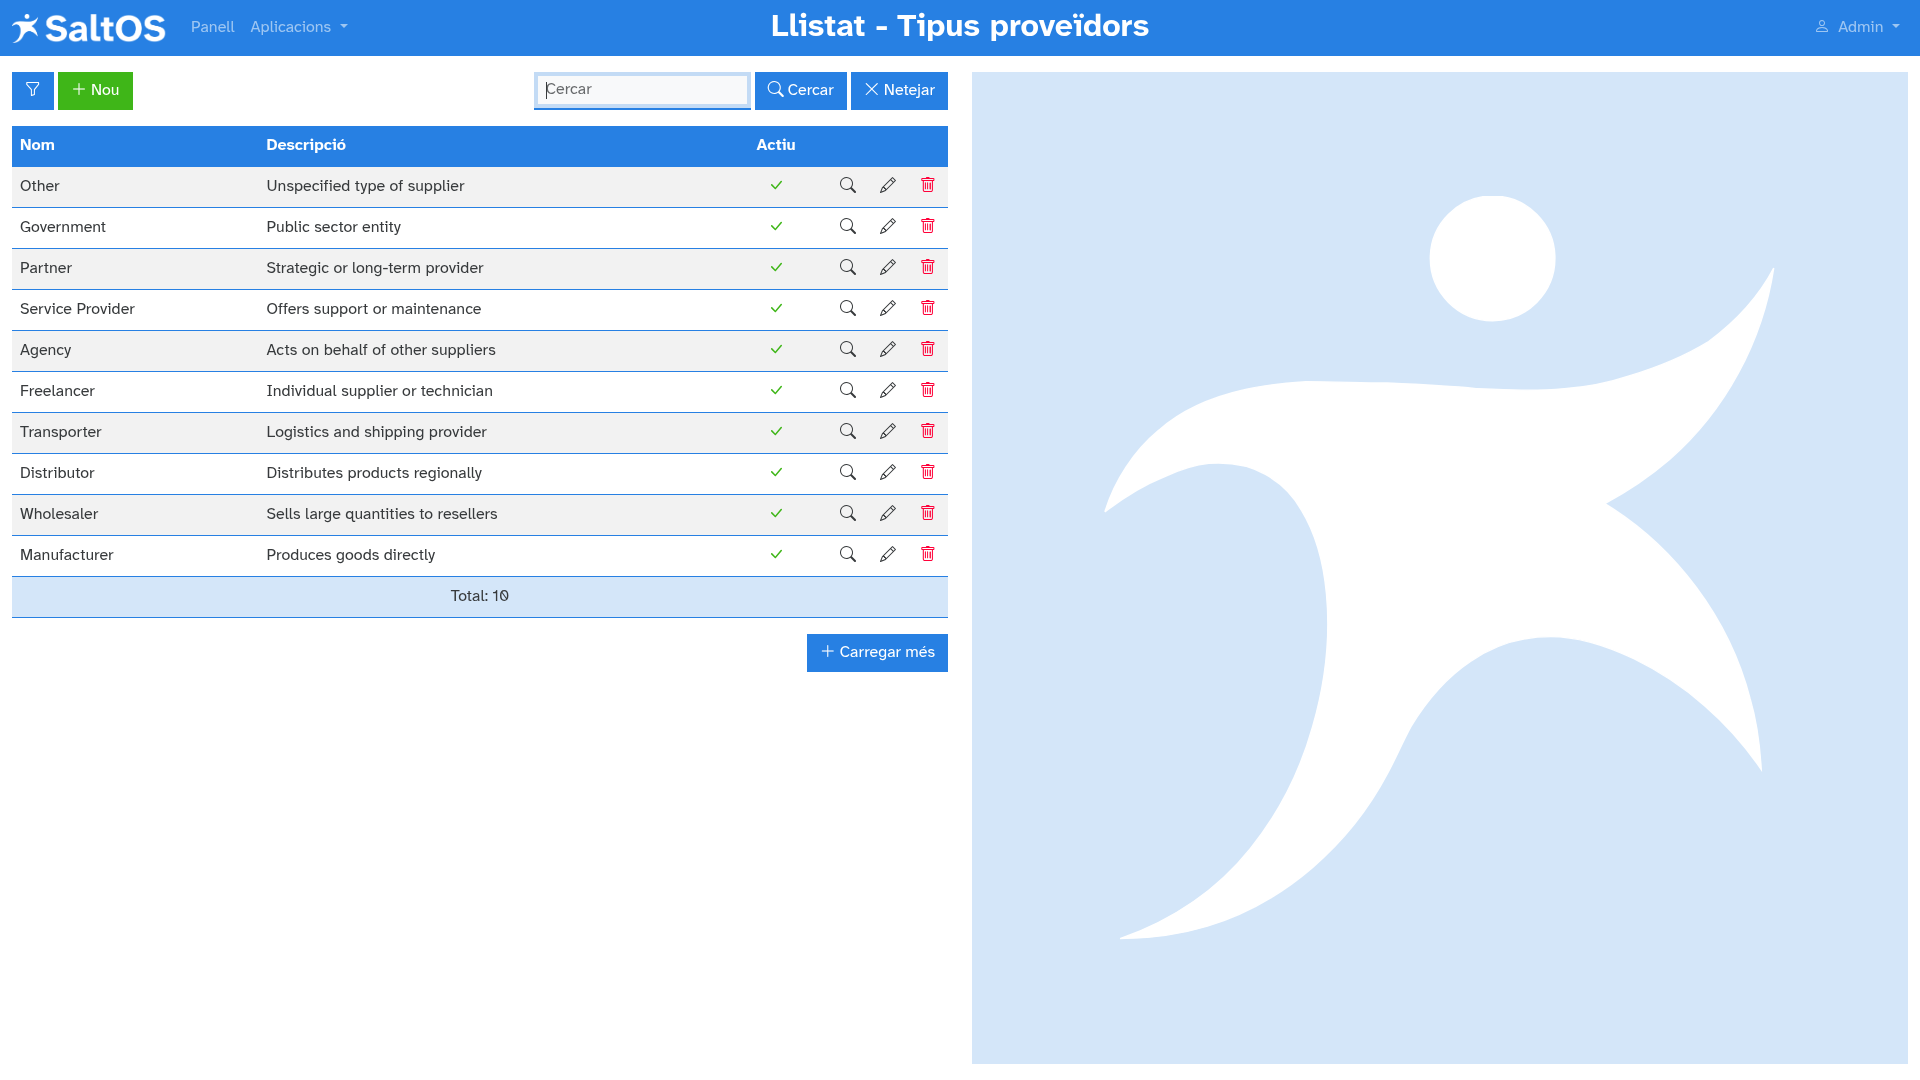 SaltOS Panell Aplicacions Llistat - Tipus proveïdors Admin
Nou Cercar Cercar Netejar
Nom Descripció Actiu
Other Unspecified type of supplier
Government Public sector entity
Partner Strategic or long-term provider
Service Provider Offers support or maintenance
Agency Acts on behalf of other suppliers
Freelancer Individual supplier or technician
Transporter Logistics and shipping provider
Distributor Distributes products regionally
Wholesaler Sells large quantities to resellers
Manufacturer Produces goods directly
Total: 10
Carregar més